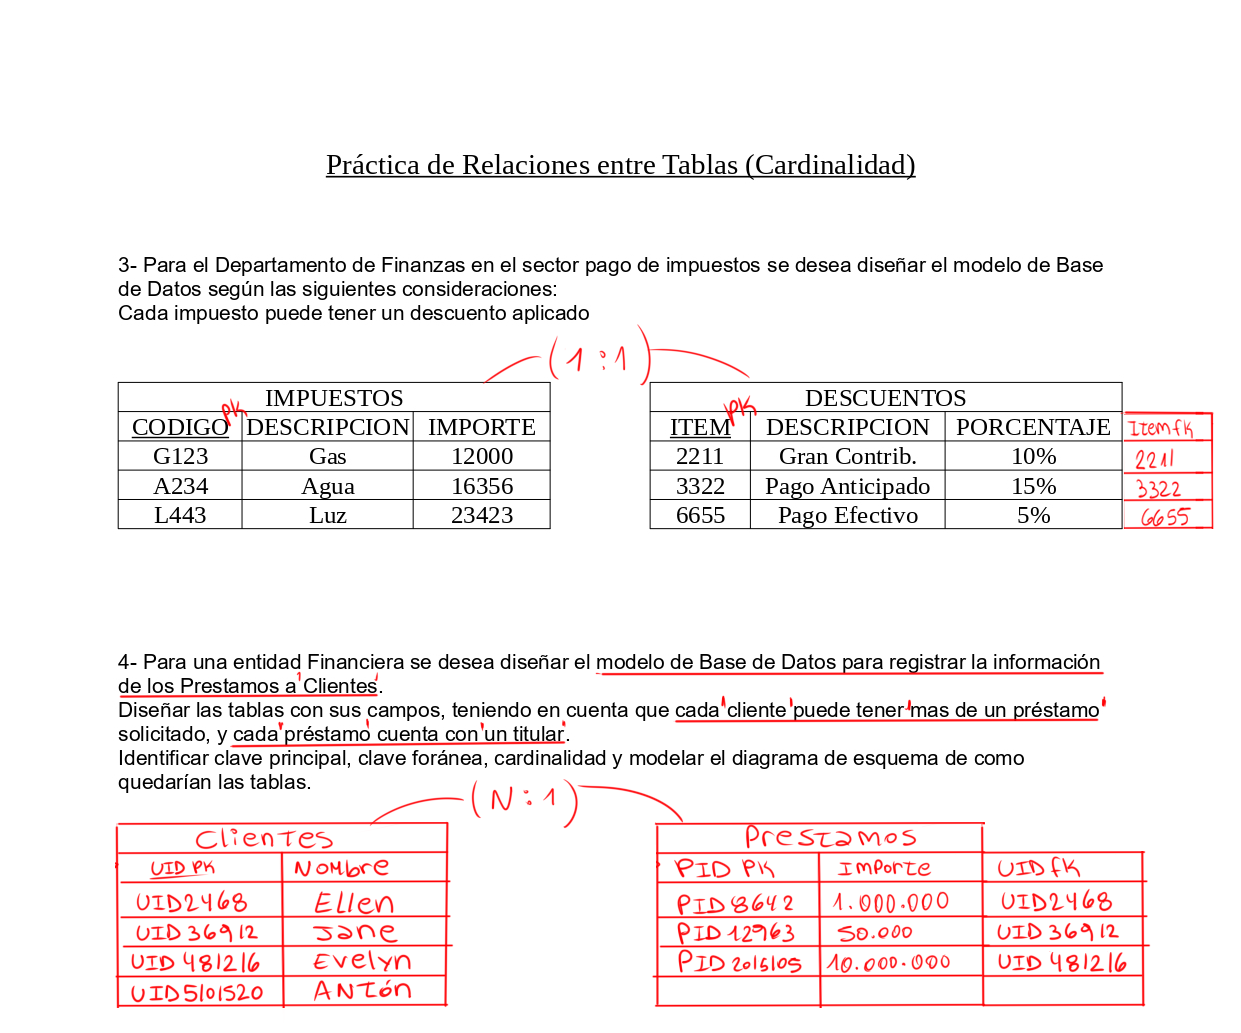 Práctica de Relaciones entre Tablas (Cardinalidad)
3- Para el Departamento de Finanzas en el sector pago de impuestos se desea diseñar el modelo de Base
de Datos según las siguientes consideraciones:
Cada impuesto puede tener un descuento aplicado
(1:1)
IMPUESTOS
CODIGO PK DESCRIPCION IMPORTE
G123 Gas 12000
A234 Agua 16356
L443 Luz 23423
DESCUENTOS
ITEM PK DESCRIPCION PORCENTAJE Item fk
2211 Gran Contrib. 10% 2211
3322 Pago Anticipado 15% 3322
6655 Pago Efectivo 5% 6655
4- Para una entidad Financiera se desea diseñar el modelo de Base de Datos para registrar la información
de los Prestamos a Clientes.
Diseñar las tablas con sus campos, teniendo en cuenta que cada cliente puede tener mas de un préstamo
solicitado, y cada préstamo cuenta con un titular.
Identificar clave principal, clave foránea, cardinalidad y modelar el diagrama de esquema de como
quedarían las tablas.
(N:1)
Clientes
UID PK Nombre
UID2468 Ellen
UID36912 Jane
UID481216 Evelyn
UID5101520 Antón
Prestamos
PID PK Importe UID fk
PID8642 1.000.000 UID2468
PID12963 50.000 UID36912
PID2015105 10.000.000 UID481216